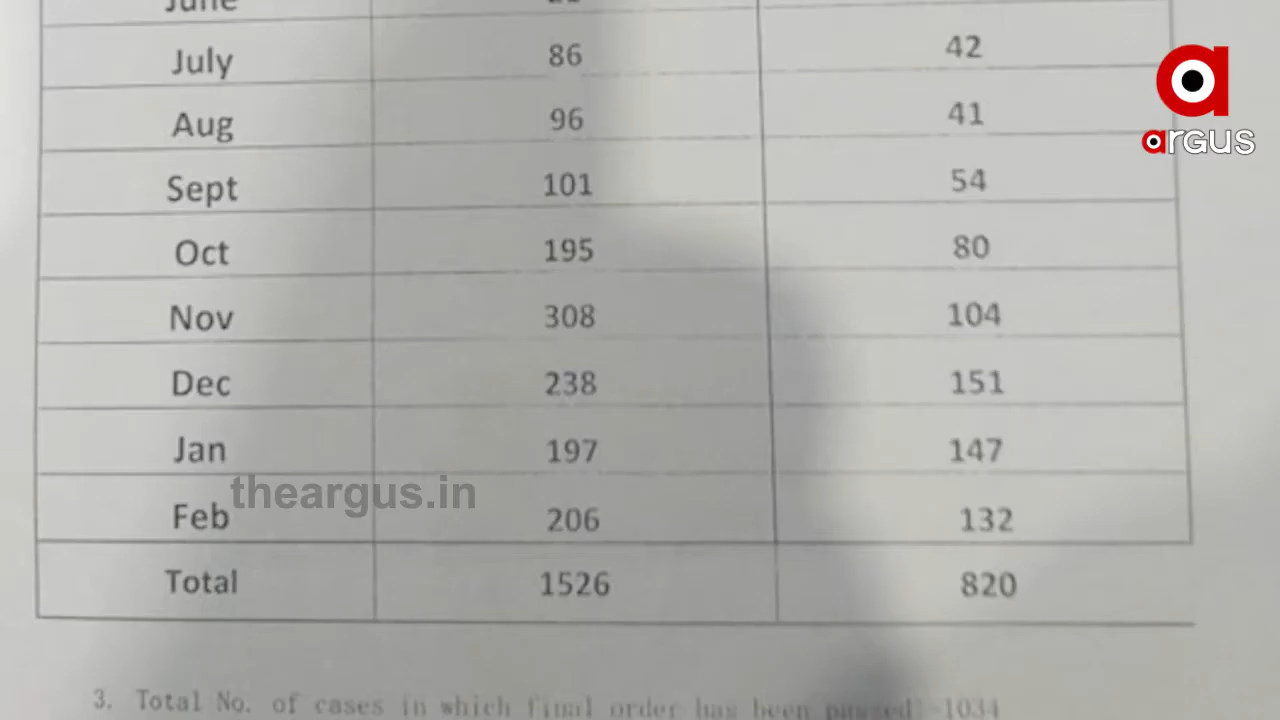 June
July 86 42
Aug 96 41
Sept 101 54
Oct 195 80
Nov 308 104
Dec 238 151
Jan 197 147
Feb 206 132
Total 1526 820
3. Total No. of cases in which final order has been passed -1034
argus
theargus.in